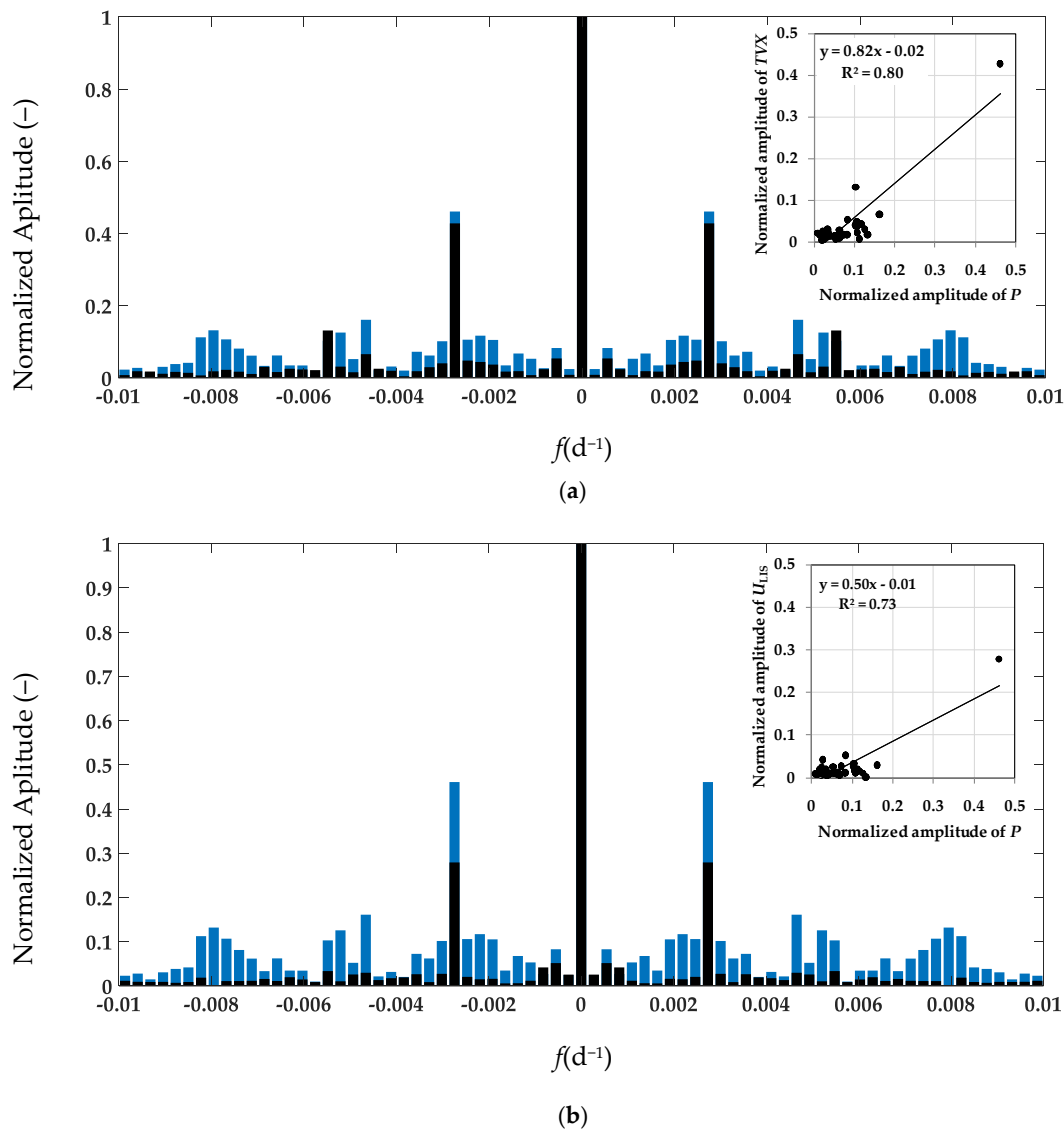 1
0.8
0.6
0.4
0.2
0
Normalized Aplitude (−)
-0.01 -0.008 -0.006 -0.004 -0.002 0 0.002 0.004 0.006 0.008 0.01
f(d⁻¹)
0.5
0.4
0.3
0.2
0.1
0
Normalized amplitude of TVX
y = 0.82x - 0.02
R² = 0.80
0 0.1 0.2 0.3 0.4 0.5
Normalized amplitude of P
(a)
1
0.9
0.8
0.7
0.6
0.5
0.4
0.3
0.2
0.1
0
Normalized Aplitude (−)
-0.01 -0.008 -0.006 -0.004 -0.002 0 0.002 0.004 0.006 0.008 0.01
f(d⁻¹)
0.5
0.4
0.3
0.2
0.1
0
Normalized amplitude of U_LIS
y = 0.50x - 0.01
R² = 0.73
0 0.1 0.2 0.3 0.4 0.5
Normalized amplitude of P
(b)